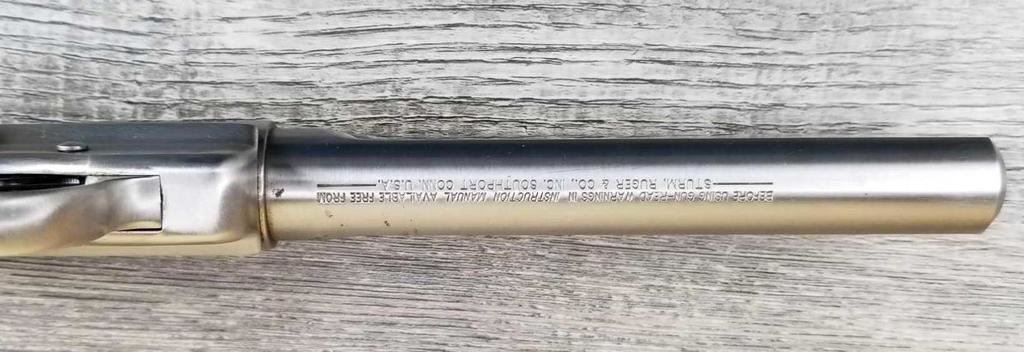 BEFORE USING GUN-READ WARNINGS IN INSTRUCTION MANUAL AVAILABLE FREE FROM
STURM, RUGER & CO., INC. SOUTHPORT CONN. U.S.A.